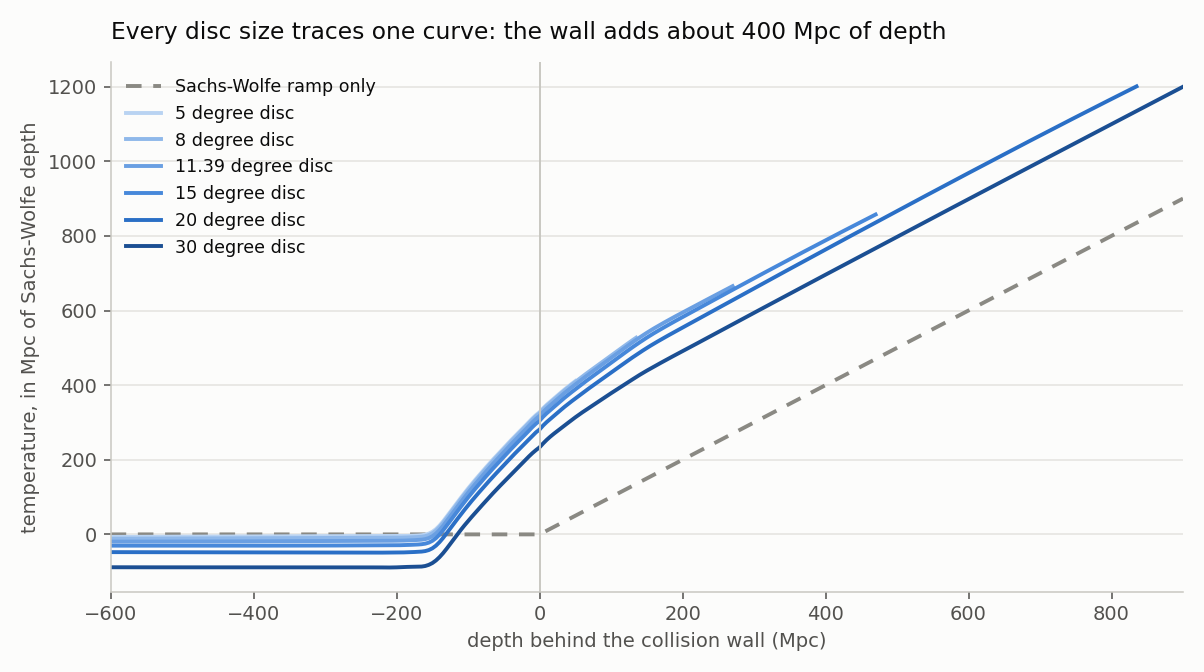 Every disc size traces one curve: the wall adds about 400 Mpc of depth
temperature, in Mpc of Sachs-Wolfe depth
1200
1000
800
600
400
200
0
Sachs-Wolfe ramp only
5 degree disc
8 degree disc
11.39 degree disc
15 degree disc
20 degree disc
30 degree disc
−600
−400
−200
0
200
400
600
800
depth behind the collision wall (Mpc)